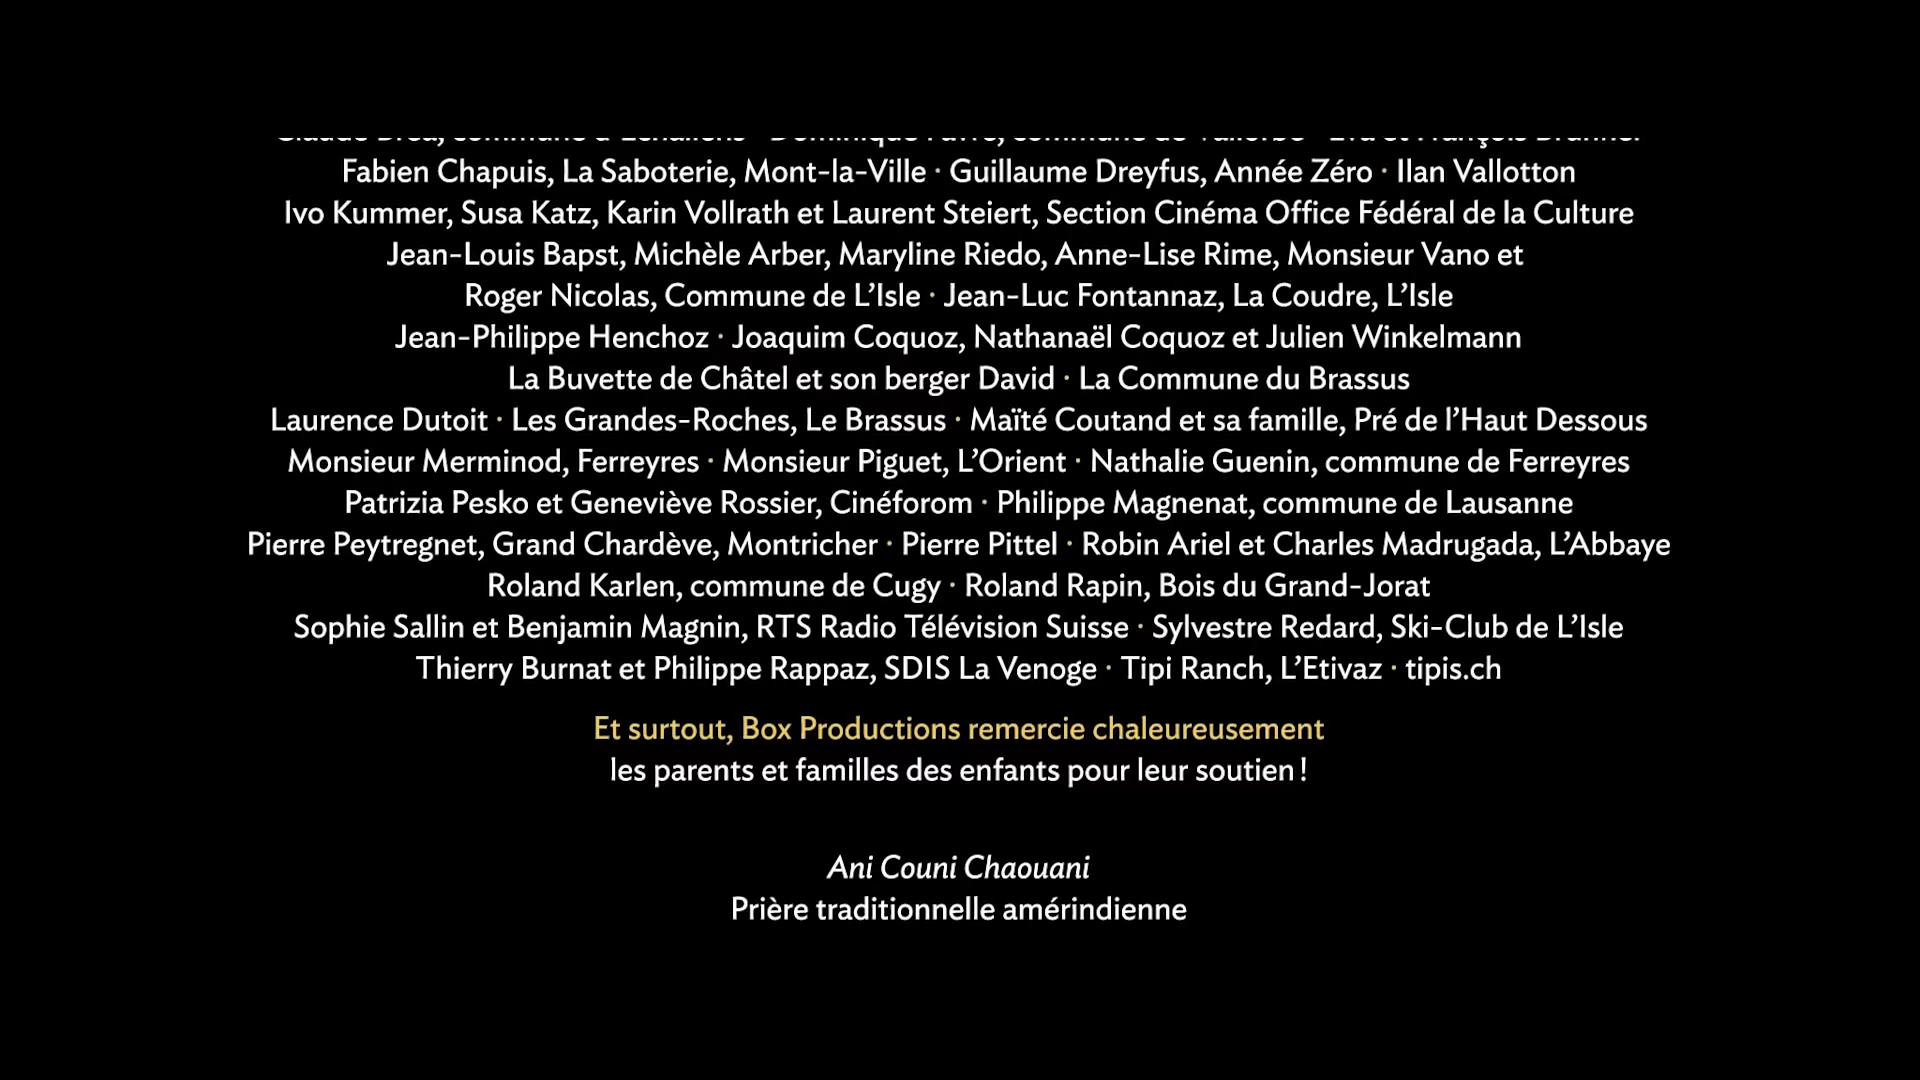 Fabien Chapuis, La Saboterie, Mont-la-Ville · Guillaume Dreyfus, Année Zéro · Ilan Vallotton
Ivo Kummer, Susa Katz, Karin Vollrath et Laurent Steiert, Section Cinéma Office Fédéral de la Culture
Jean-Louis Bapst, Michèle Arber, Maryline Riedo, Anne-Lise Rime, Monsieur Vano et
Roger Nicolas, Commune de L’Isle · Jean-Luc Fontannaz, La Coudre, L’Isle
Jean-Philippe Henchoz · Joaquim Coquoz, Nathanaël Coquoz et Julien Winkelmann
La Buvette de Châtel et son berger David · La Commune du Brassus
Laurence Dutoit · Les Grandes-Roches, Le Brassus · Maïté Coutand et sa famille, Pré de l’Haut Dessous
Monsieur Merminod, Ferreyres · Monsieur Piguet, L’Orient · Nathalie Guenin, commune de Ferreyres
Patrizia Pesko et Geneviève Rossier, Cinéforom · Philippe Magnenat, commune de Lausanne
Pierre Peytregnet, Grand Chardève, Montricher · Pierre Pittel · Robin Ariel et Charles Madrugada, L’Abbaye
Roland Karlen, commune de Cugy · Roland Rapin, Bois du Grand-Jorat
Sophie Sallin et Benjamin Magnin, RTS Radio Télévision Suisse · Sylvestre Redard, Ski-Club de L’Isle
Thierry Burnat et Philippe Rappaz, SDIS La Venoge · Tipi Ranch, L’Etivaz · tipis.ch
Et surtout, Box Productions remercie chaleureusement
les parents et familles des enfants pour leur soutien !
Ani Couni Chaouani
Prière traditionnelle amérindienne